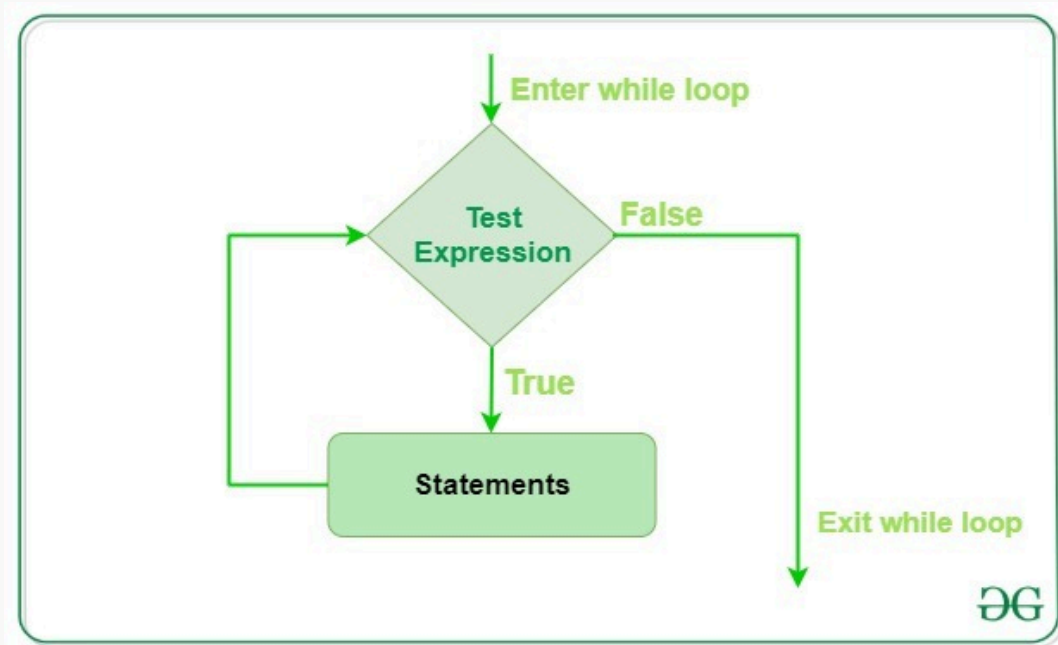 Enter while loop
Test
Expression
False
True
Statements
Exit while loop
GG